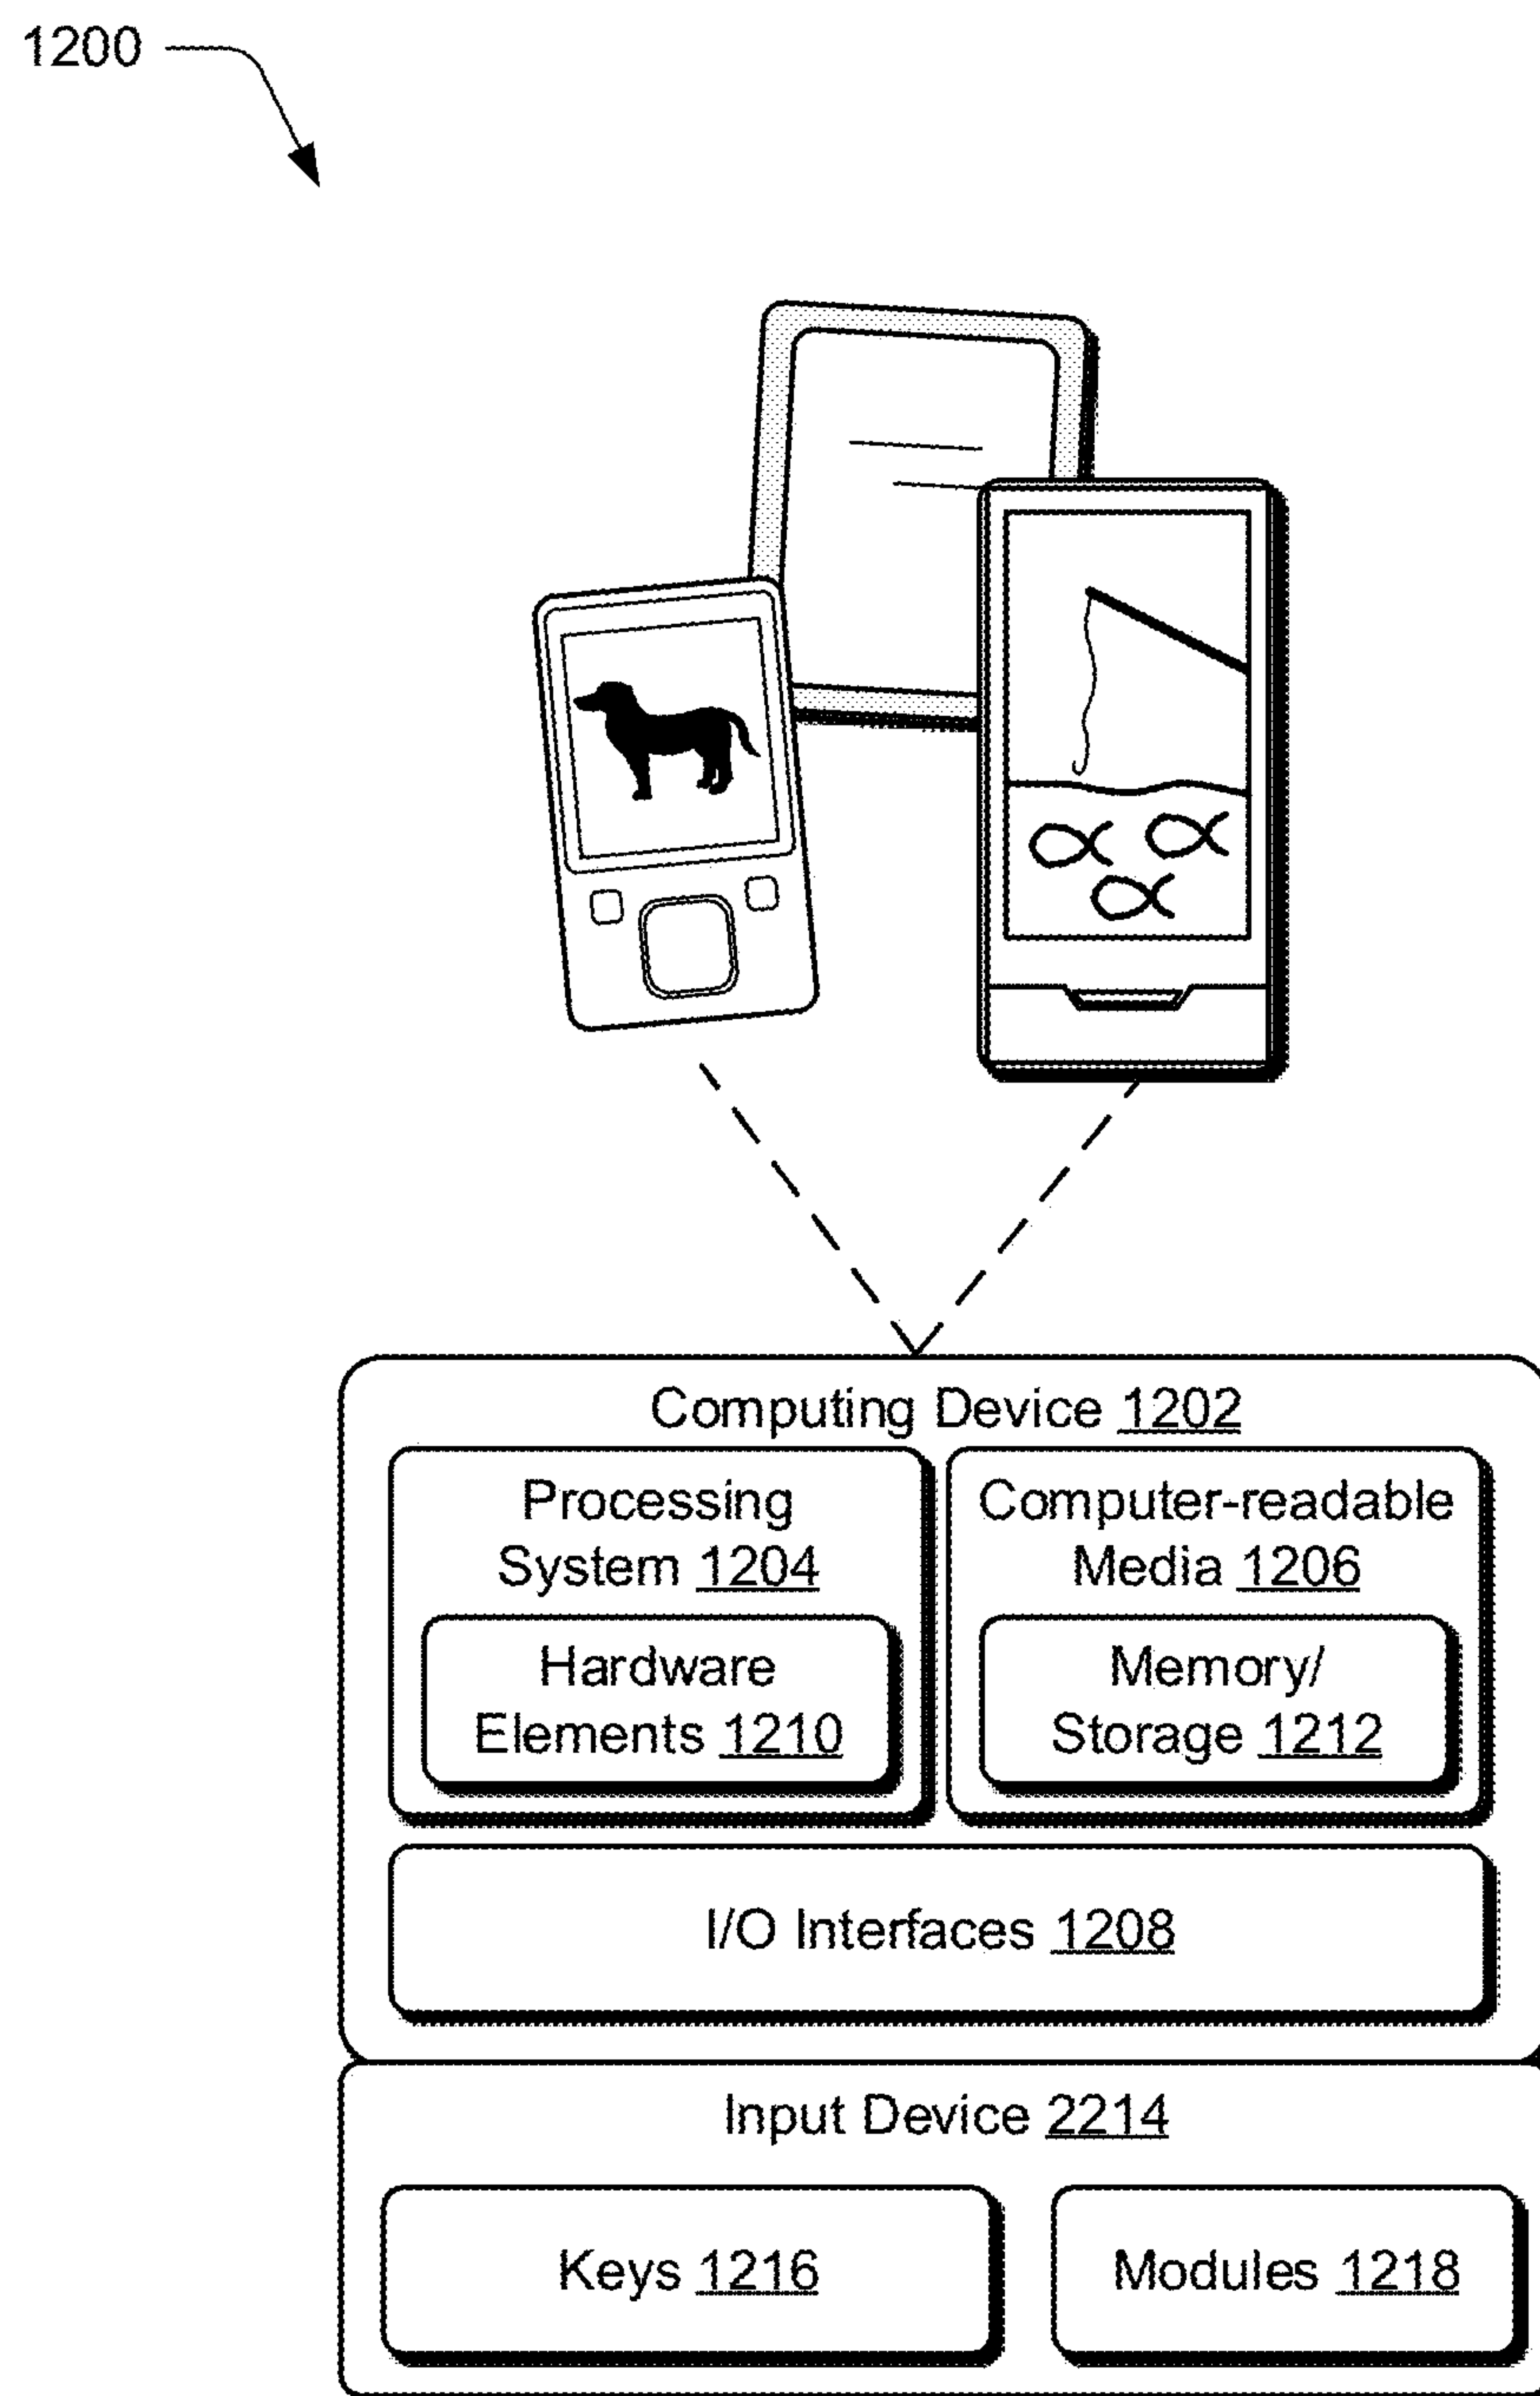 1200
Computing Device 1202
Processing
System 1204
Hardware
Elements 1210
Computer-readable
Media 1206
Memory/
Storage 1212
I/O Interfaces 1208
Input Device 2214
Keys 1216
Modules 1218